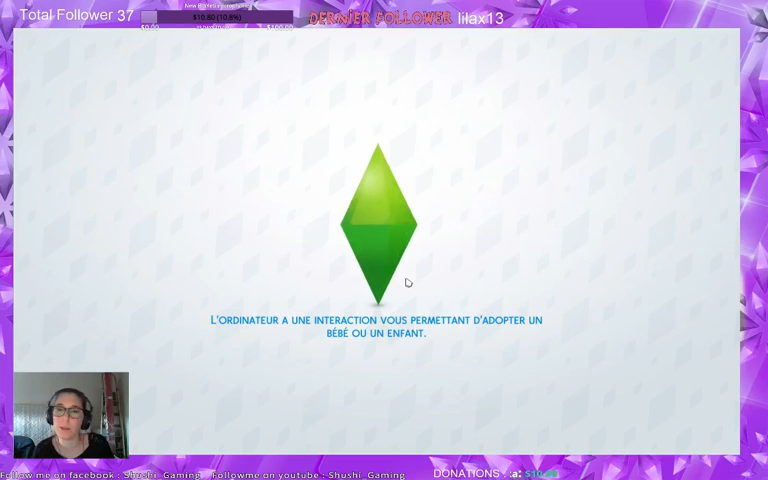 Total Follower 37
$10.80 (10.8%)
DERNIER FOLLOWER lilax13
L'ORDINATEUR A UNE INTERACTION VOUS PERMETTANT D'ADOPTER UN
BÉBÉ OU UN ENFANT.
Follow me on facebook : Shushi_Gaming Followme on youtube : Shushi_Gaming
DONATIONS : :a: